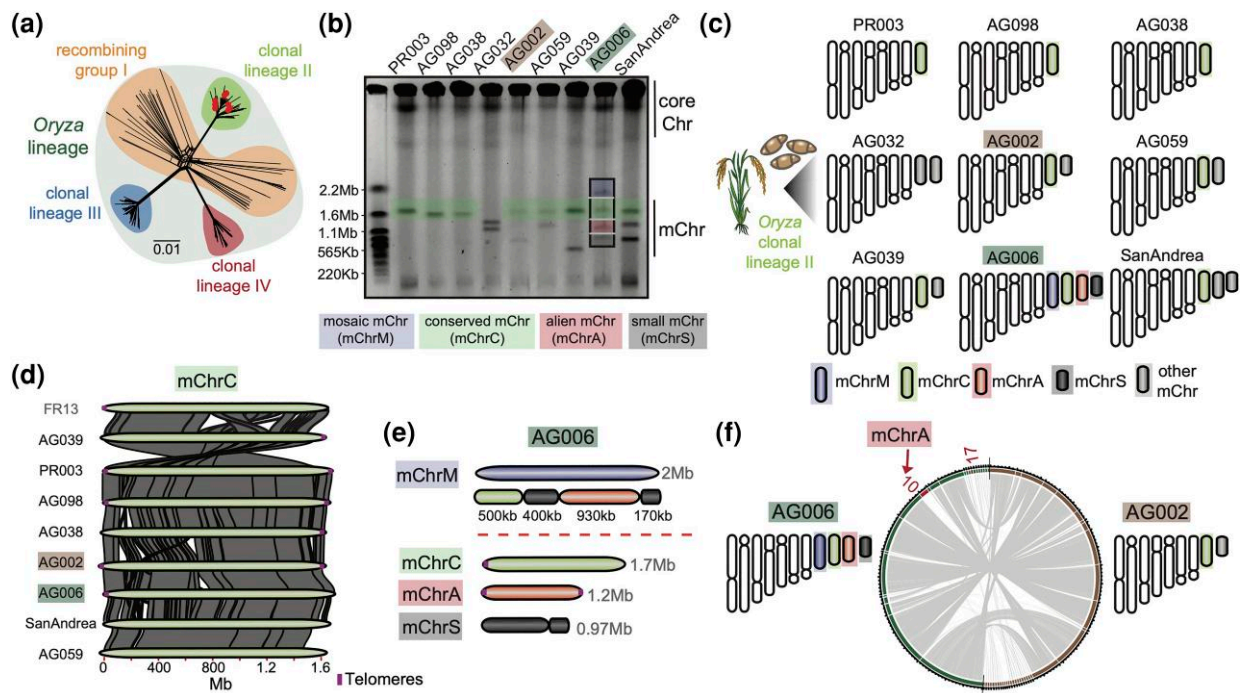 (a)
recombining
group I
clonal
lineage II
Oryza
lineage
clonal
lineage III
0.01
clonal
lineage IV
(b)
PR003
AG098
AG038
AG032
AG002
AG059
AG039
AG006
SanAndrea
core
Chr
2.2Mb
1.6Mb
1.1Mb
565Kb
220Kb
mChr
mosaic mChr
(mChrM)
conserved mChr
(mChrC)
alien mChr
(mChrA)
small mChr
(mChrS)
(c)
PR003
AG098
AG038
AG032
AG002
AG059
Oryza
clonal
lineage II
AG039
AG006
SanAndrea
mChrM
mChrC
mChrA
mChrS
other
mChr
(d)
mChrC
FR13
AG039
PR003
AG098
AG038
AG002
AG006
SanAndrea
AG059
0 400 800 1.2 1.6
Mb
Telomeres
(e)
AG006
mChrM
2Mb
500kb 400kb 930kb 170kb
mChrC
1.7Mb
mChrA
1.2Mb
mChrS
0.97Mb
(f)
mChrA
10
17
AG006
AG002